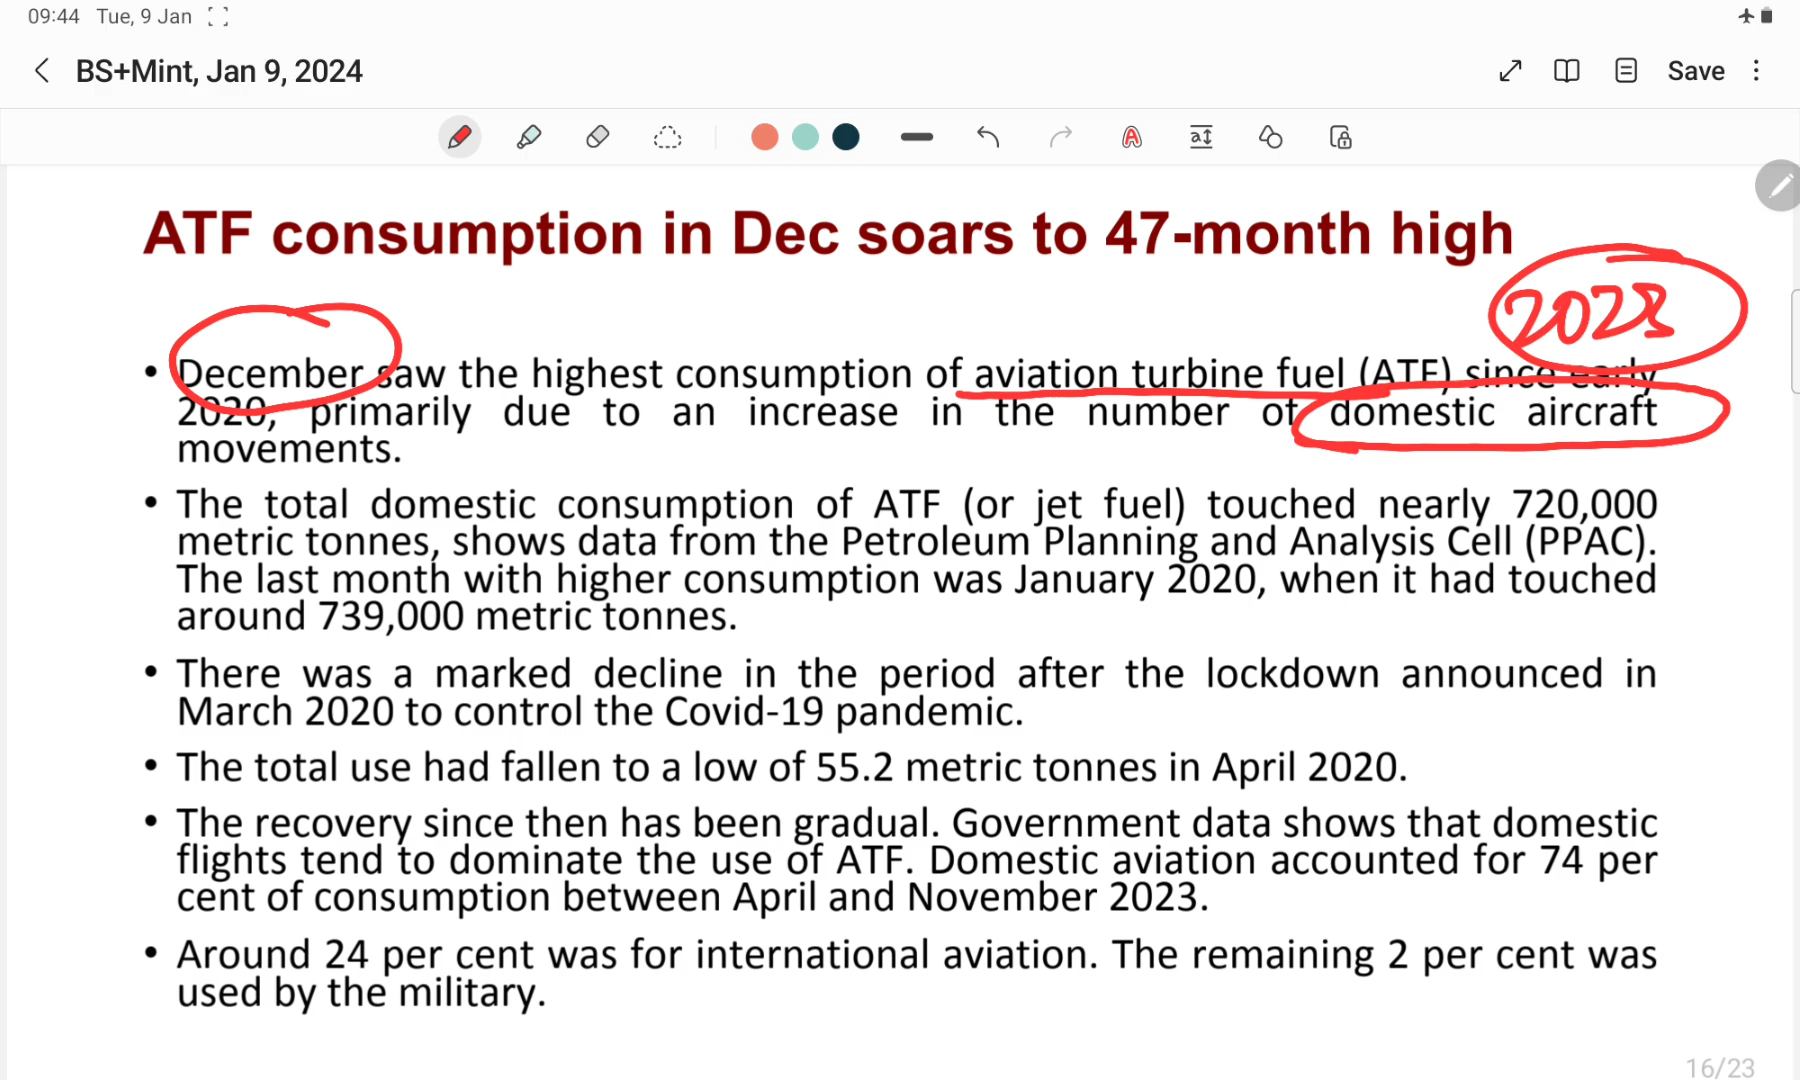 09:44 Tue, 9 Jan
BS+Mint, Jan 9, 2024
Save
A
a
ATF consumption in Dec soars to 47-month high
2023
• December saw the highest consumption of aviation turbine fuel (ATF) since early
2020, primarily due to an increase in the number of domestic aircraft
movements.
• The total domestic consumption of ATF (or jet fuel) touched nearly 720,000
metric tonnes, shows data from the Petroleum Planning and Analysis Cell (PPAC).
The last month with higher consumption was January 2020, when it had touched
around 739,000 metric tonnes.
• There was a marked decline in the period after the lockdown announced in
March 2020 to control the Covid-19 pandemic.
• The total use had fallen to a low of 55.2 metric tonnes in April 2020.
• The recovery since then has been gradual. Government data shows that domestic
flights tend to dominate the use of ATF. Domestic aviation accounted for 74 per
cent of consumption between April and November 2023.
• Around 24 per cent was for international aviation. The remaining 2 per cent was
used by the military.
16/23